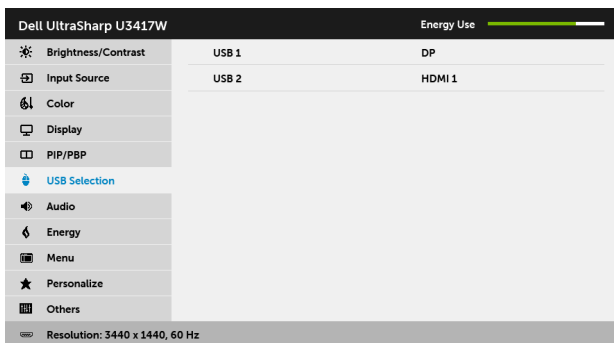 Dell UltraSharp U3417W Energy Use
Brightness/Contrast USB 1 DP
Input Source USB 2 HDMI 1
Color
Display
PIP/PBP
USB Selection
Audio
Energy
Menu
Personalize
Others
Resolution: 3440 x 1440, 60 Hz